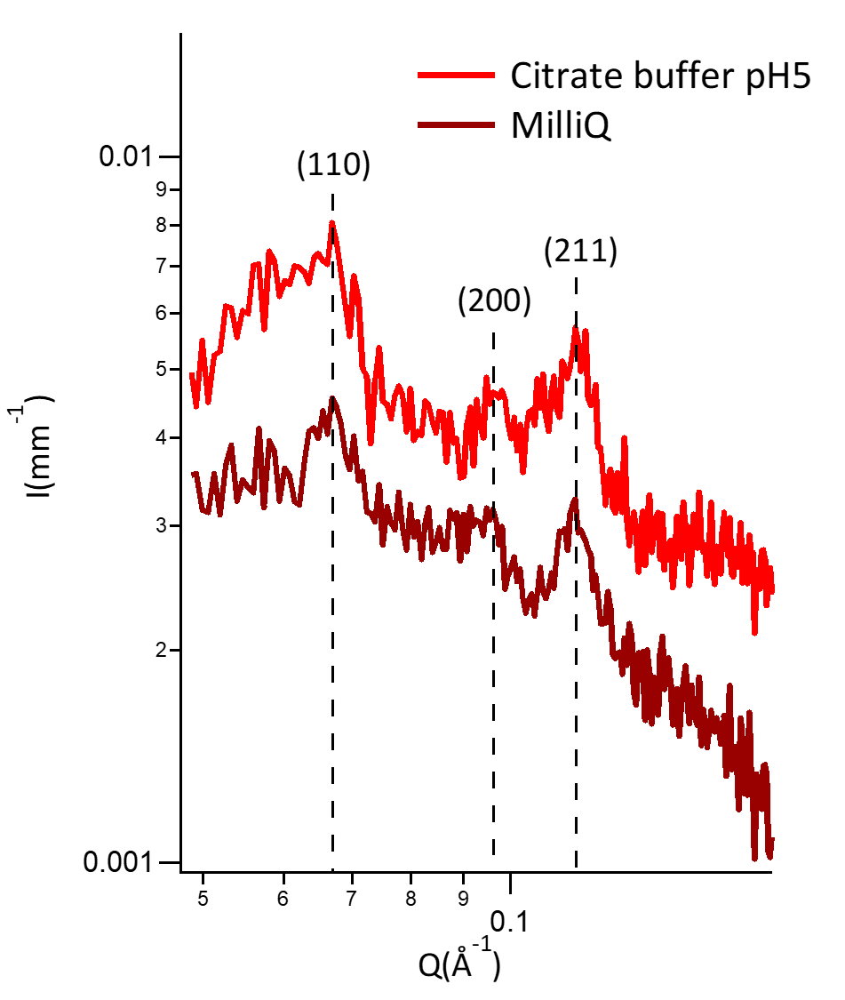 Citrate buffer pH5
MilliQ
0.01
(110)
9
8
(211)
7
(200)
6
5
I(mm⁻¹)
4
3
2
0.001
5 6 7 8 9
0.1
Q(Å⁻¹)